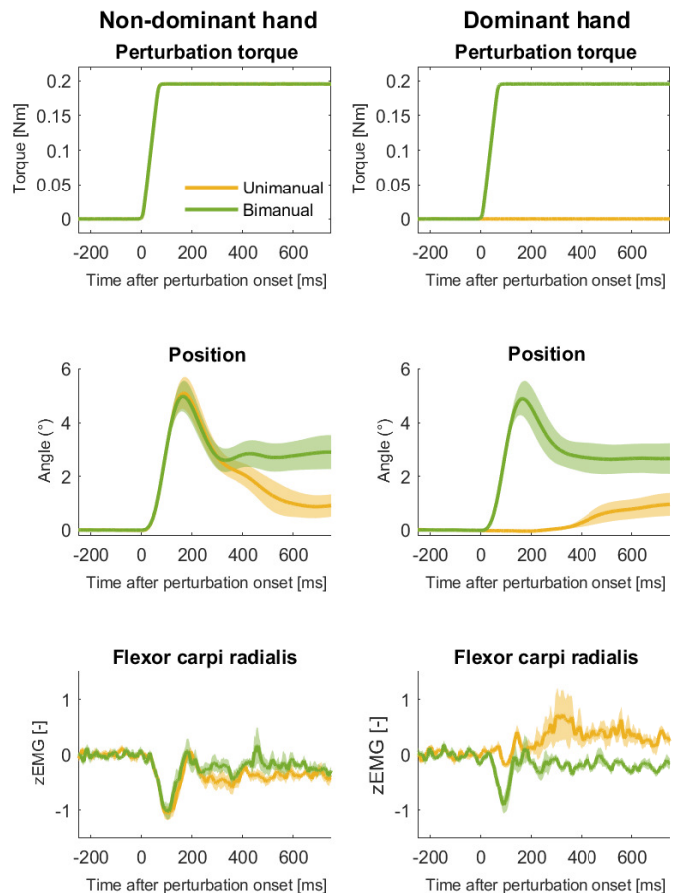 Non-dominant hand
Dominant hand
Perturbation torque
Perturbation torque
Torque [Nm]
0.2
0.15
0.1
0.05
0
Unimanual
Bimanual
-200 0 200 400 600
Time after perturbation onset [ms]
Torque [Nm]
0.2
0.15
0.1
0.05
0
-200 0 200 400 600
Time after perturbation onset [ms]
Position
Position
Angle (°)
6
4
2
0
-200 0 200 400 600
Time after perturbation onset [ms]
Angle (°)
6
4
2
0
-200 0 200 400 600
Time after perturbation onset [ms]
Flexor carpi radialis
Flexor carpi radialis
zEMG [-]
1
0
-1
-200 0 200 400 600
Time after perturbation onset [ms]
zEMG [-]
1
0
-1
-200 0 200 400 600
Time after perturbation onset [ms]